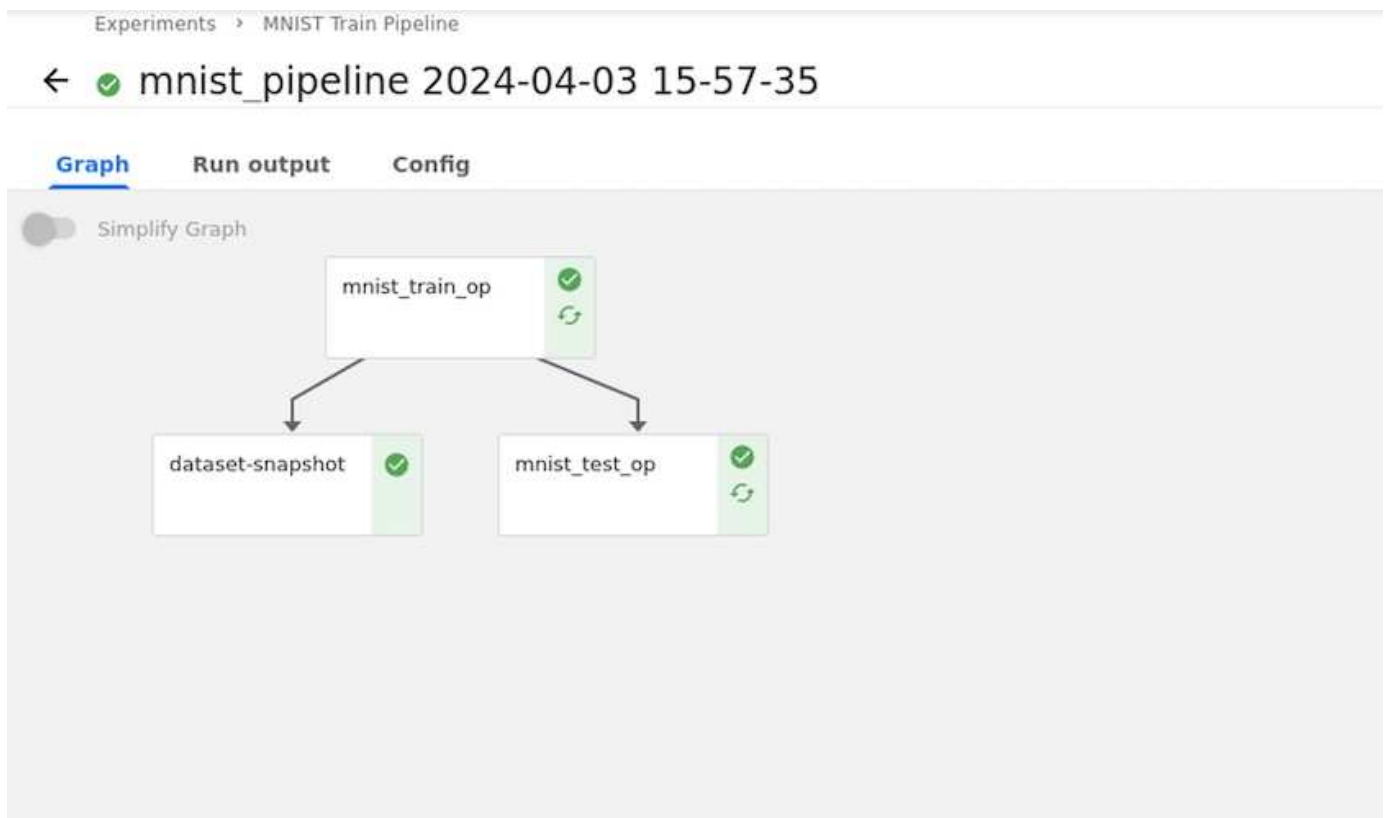 Experiments > MNIST Train Pipeline
mnist_pipeline 2024-04-03 15-57-35
Graph Run output Config
Simplify Graph
mnist_train_op
dataset-snapshot mnist_test_op